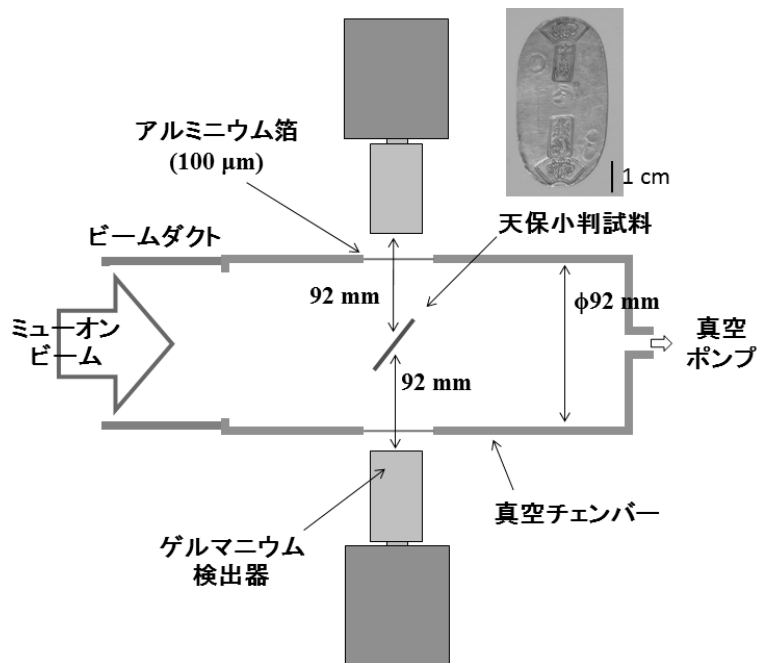 アルミニウム箔
(100 μm)
1 cm
ビームダクト
天保小判試料
92 mm
φ92 mm
ミューオン
ビーム
真空
ポンプ
92 mm
真空チェンバー
ゲルマニウム
検出器